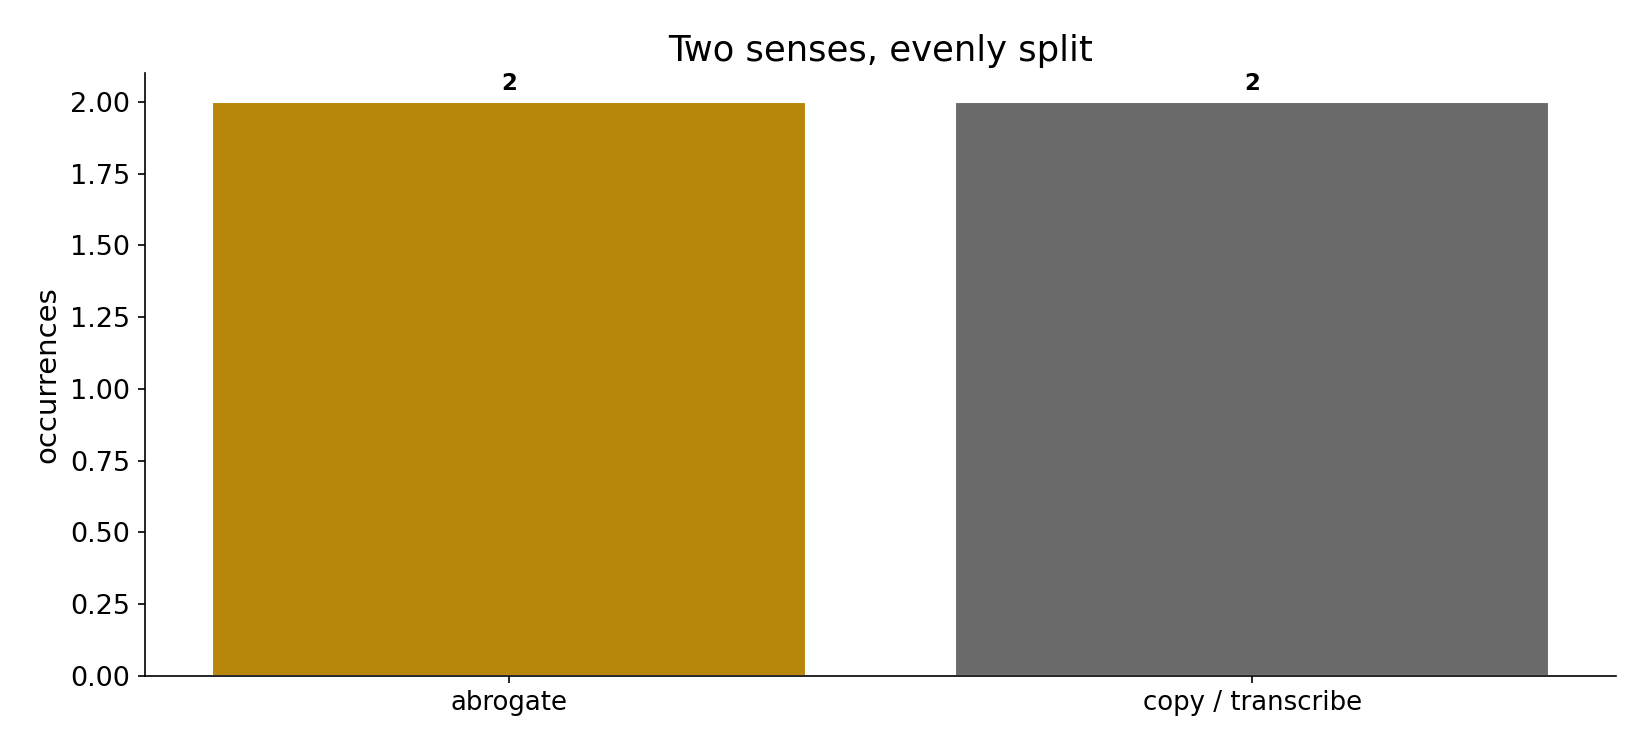 Two senses, evenly split
2
2
2.00
1.75
1.50
1.25
1.00
0.75
0.50
0.25
0.00
occurrences
abrogate
copy / transcribe